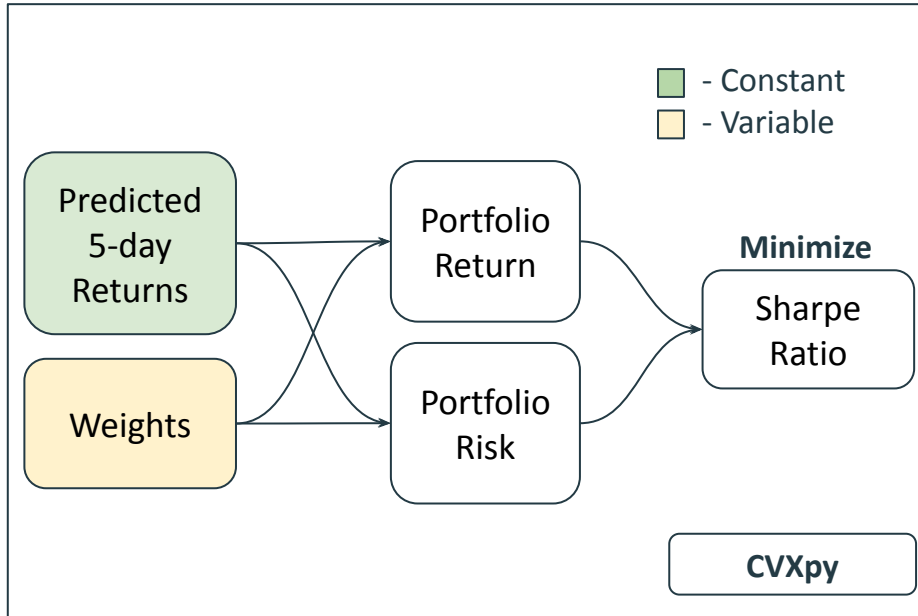 - Constant
- Variable
Predicted
5-day
Returns
Weights
Portfolio
Return
Portfolio
Risk
Minimize
Sharpe
Ratio
CVXpy